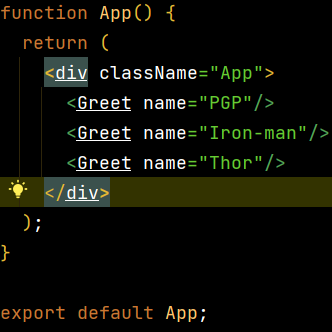 function App() {
  return (
    <div className="App">
      <Greet name="PGP"/>
      <Greet name="Iron-man"/>
      <Greet name="Thor"/>
    </div>
  );
}

export default App;